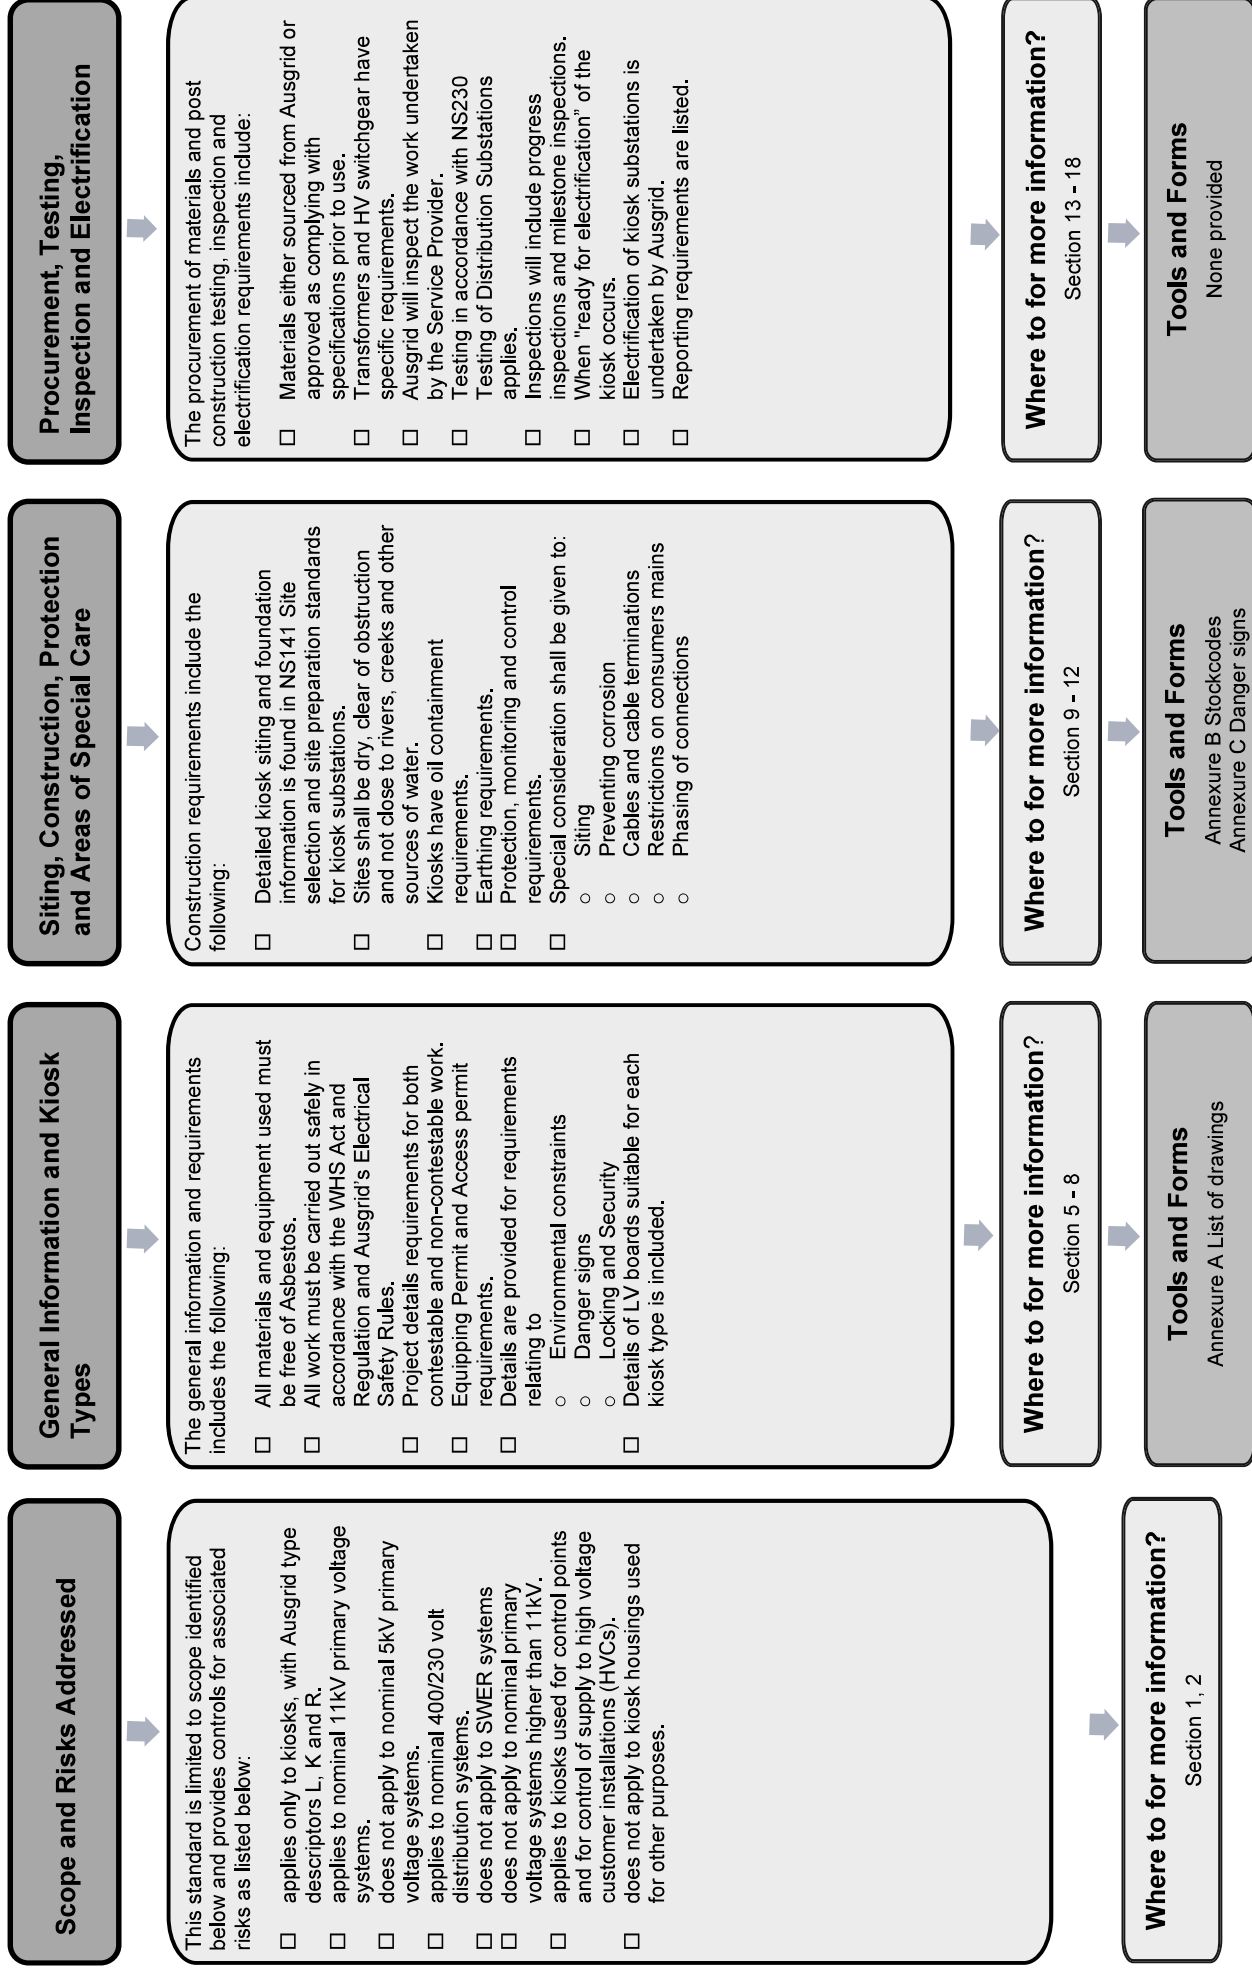 Scope and Risks Addressed
This standard is limited to scope identified
below and provides controls for associated
risks as listed below:
☐ applies only to kiosks, with Ausgrid type
descriptors L, K and R.
☐ applies to nominal 11kV primary voltage
systems.
☐ does not apply to nominal 5kV primary
voltage systems.
☐ applies to nominal 400/230 volt
distribution systems.
☐ does not apply to SWER systems
☐ does not apply to nominal primary
voltage systems higher than 11kV.
☐ applies to kiosks used for control points
and for control of supply to high voltage
customer installations (HVCs).
☐ does not apply to kiosk housings used
for other purposes.
Where to for more information?
Section 1, 2
General Information and Kiosk
Types
The general information and requirements
includes the following:
☐ All materials and equipment used must
be free of Asbestos.
☐ All work must be carried out safely in
accordance with the WHS Act and
Regulation and Ausgrid's Electrical
Safety Rules.
☐ Project details requirements for both
contestable and non-contestable work.
☐ Equipping Permit and Access permit
requirements.
☐ Details are provided for requirements
relating to
○ Environmental constraints
○ Danger signs
○ Locking and Security
☐ Details of LV boards suitable for each
kiosk type is included.
Where to for more information?
Section 5 - 8
Tools and Forms
Annexure A List of drawings
Siting, Construction, Protection
and Areas of Special Care
Construction requirements include the
following:
☐ Detailed kiosk siting and foundation
information is found in NS141 Site
selection and site preparation standards
for kiosk substations.
☐ Sites shall be dry, clear of obstruction
and not close to rivers, creeks and other
sources of water.
☐ Kiosks have oil containment
requirements.
☐ Earthing requirements.
☐ Protection, monitoring and control
requirements.
☐ Special consideration shall be given to:
○ Siting
○ Preventing corrosion
○ Cables and cable terminations
○ Restrictions on consumers mains
○ Phasing of connections
Where to for more information?
Section 9 - 12
Tools and Forms
Annexure B Stockcodes
Annexure C Danger signs
Procurement, Testing,
Inspection and Electrification
The procurement of materials and post
construction testing, inspection and
electrification requirements include:
☐ Materials either sourced from Ausgrid or
approved as complying with
specifications prior to use.
☐ Transformers and HV switchgear have
specific requirements.
☐ Ausgrid will inspect the work undertaken
by the Service Provider.
☐ Testing in accordance with NS230
Testing of Distribution Substations
applies.
☐ Inspections will include progress
inspections and milestone inspections.
☐ When "ready for electrification" of the
kiosk occurs.
☐ Electrification of kiosk substations is
undertaken by Ausgrid.
☐ Reporting requirements are listed.
Where to for more information?
Section 13 - 18
Tools and Forms
None provided